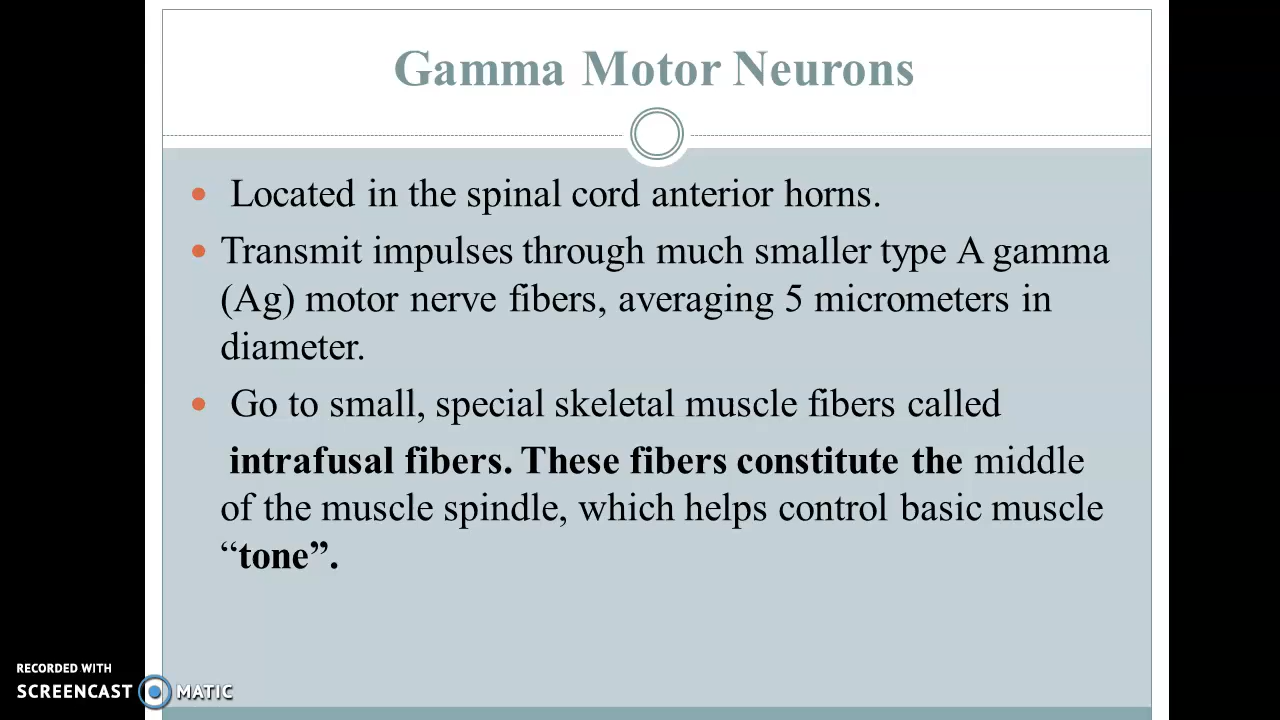 Gamma Motor Neurons
Located in the spinal cord anterior horns.
Transmit impulses through much smaller type A gamma
(Ag) motor nerve fibers, averaging 5 micrometers in
diameter.
Go to small, special skeletal muscle fibers called
intrafusal fibers. These fibers constitute the middle
of the muscle spindle, which helps control basic muscle
“tone”.
RECORDED WITH
SCREENCAST MATIC